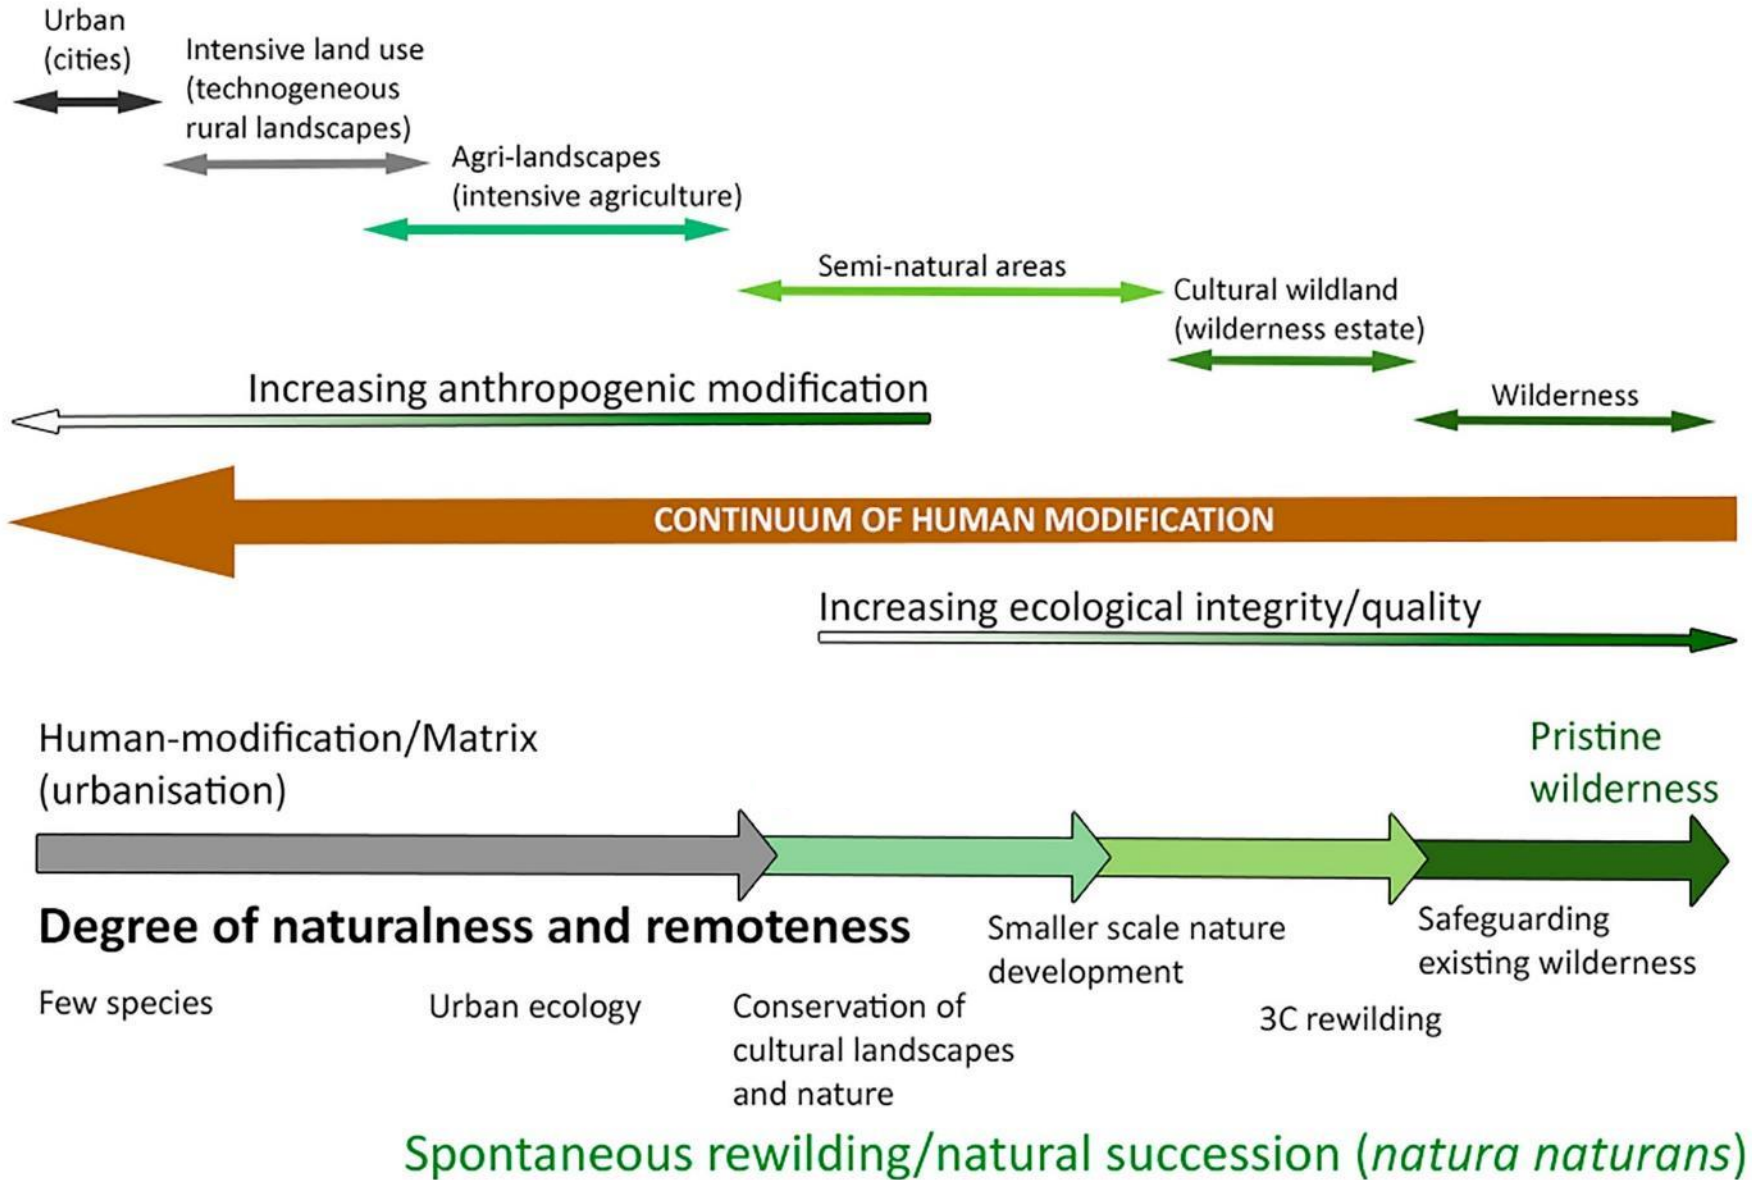 Urban
(cities)
Intensive land use
(technogeneous
rural landscapes)
Agri-landscapes
(intensive agriculture)
Semi-natural areas
Cultural wildland
(wilderness estate)
Increasing anthropogenic modification
Wilderness
CONTINUUM OF HUMAN MODIFICATION
Increasing ecological integrity/quality
Human-modification/Matrix
(urbanisation)
Pristine
wilderness
Degree of naturalness and remoteness
Smaller scale nature
development
Safeguarding
existing wilderness
Few species
Urban ecology
Conservation of
cultural landscapes
and nature
3C rewilding
Spontaneous rewilding/natural succession (natura naturans)